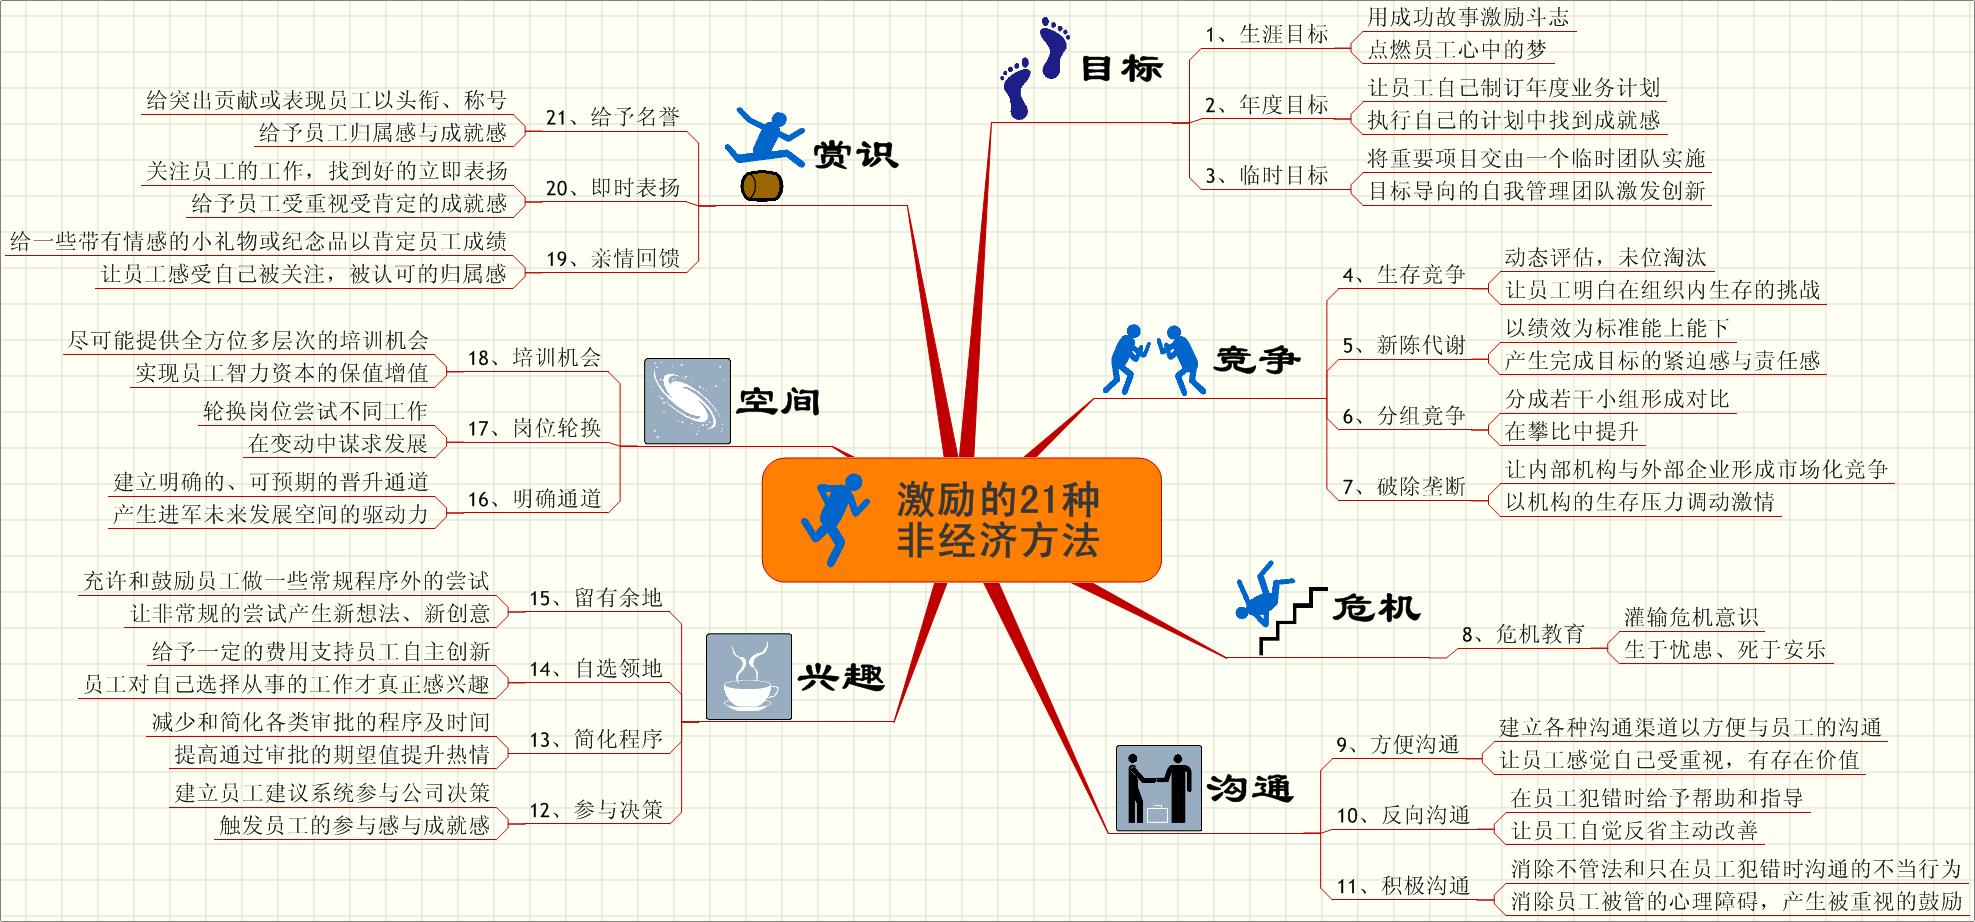 激励的21种
非经济方法
目标
1、生涯目标
用成功故事激励斗志
点燃员工心中的梦
2、年度目标
让员工自己制订年度业务计划
执行自己的计划中找到成就感
3、临时目标
将重要项目交由一个临时团队实施
目标导向的自我管理团队激发创新
竞争
4、生存竞争
动态评估，未位淘汰
让员工明白在组织内生存的挑战
5、新陈代谢
以绩效为标准能上能下
产生完成目标的紧迫感与责任感
6、分组竞争
分成若干小组形成对比
在攀比中提升
7、破除垄断
让内部机构与外部企业形成市场化竞争
以机构的生存压力调动激情
危机
8、危机教育
灌输危机意识
生于忧患、死于安乐
沟通
9、方便沟通
建立各种沟通渠道以方便与员工的沟通
让员工感觉自己受重视，有存在价值
10、反向沟通
在员工犯错时给予帮助和指导
让员工自觉反省主动改善
11、积极沟通
消除不管法和只在员工犯错时沟通的不当行为
消除员工被管的心理障碍，产生被重视的鼓励
兴趣
15、留有余地
充许和鼓励员工做一些常规程序外的尝试
让非常规的尝试产生新想法、新创意
14、自选领地
给予一定的费用支持员工自主创新
员工对自己选择从事的工作才真正感兴趣
13、简化程序
减少和简化各类审批的程序及时间
提高通过审批的期望值提升热情
12、参与决策
建立员工建议系统参与公司决策
触发员工的参与感与成就感
空间
18、培训机会
尽可能提供全方位多层次的培训机会
实现员工智力资本的保值增值
17、岗位轮换
轮换岗位尝试不同工作
在变动中谋求发展
16、明确通道
建立明确的、可预期的晋升通道
产生进军未来发展空间的驱动力
赏识
21、给予名誉
给突出贡献或表现员工以头衔、称号
给予员工归属感与成就感
20、即时表扬
关注员工的工作，找到好的立即表扬
给予员工受重视受肯定的成就感
19、亲情回馈
给一些带有情感的小礼物或纪念品以肯定员工成绩
让员工感受自己被关注，被认可的归属感